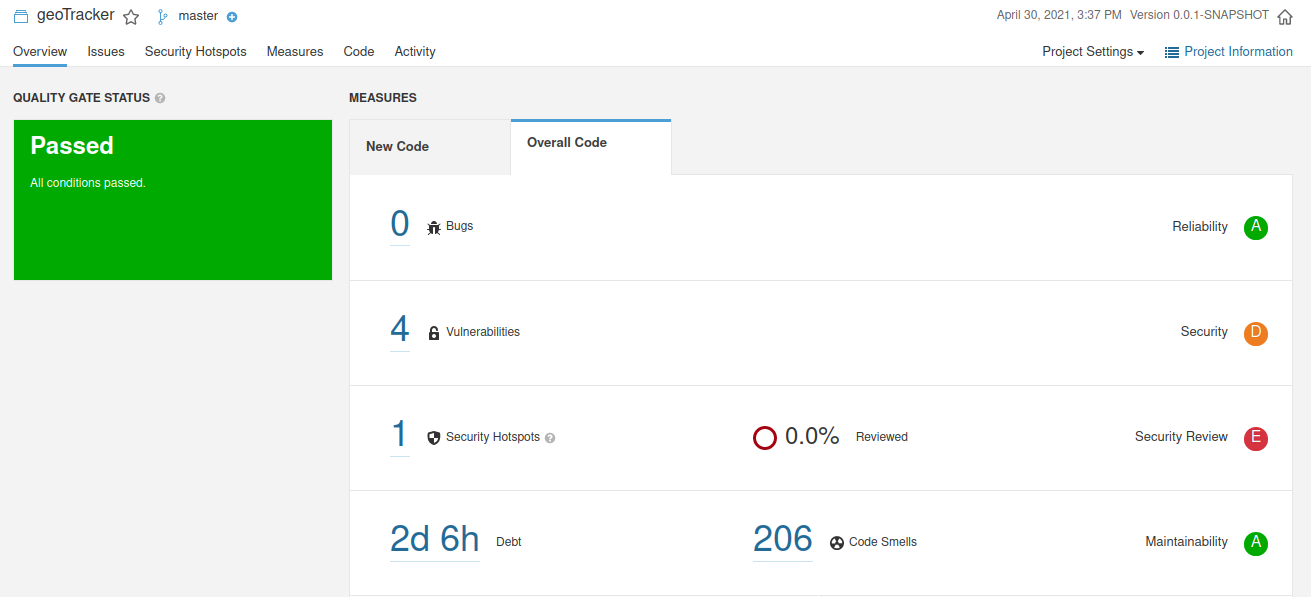 geoTracker master April 30, 2021, 3:37 PM Version 0.0.1-SNAPSHOT
Overview Issues Security Hotspots Measures Code Activity Project Settings Project Information
QUALITY GATE STATUS ? MEASURES
Passed
All conditions passed.
New Code Overall Code
0 Bugs Reliability A
4 Vulnerabilities Security D
1 Security Hotspots ? 0.0% Reviewed Security Review E
2d 6h Debt 206 Code Smells Maintainability A